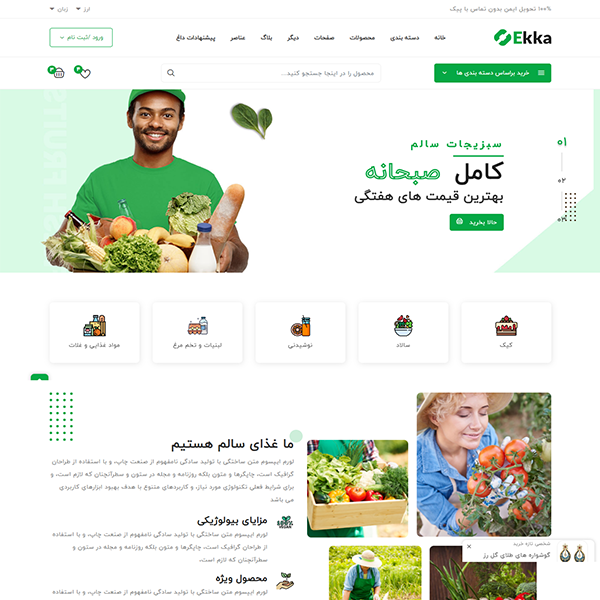 ۱۰۰% تحویل ایمن بدون تماس با پیک
ارز
زبان
Ekka
خانه
دسته بندی
محصولات
صفحات
دیگر
بلاگ
عناصر
پیشنهادات داغ
ورود /ثبت نام
خرید براساس دسته بندی ها
محصول را در اینجا جستجو کنید...
سبزیجات سالم
کامل صبحانه
بهترین قیمت های هفتگی
حالا بخرید
۰۱
۰۲
۰۳
کیک
سالاد
نوشیدنی
لبنیات و تخم مرغ
مواد غذایی و غلات
ما غذای سالم هستیم
لورم ایپسوم متن ساختگی با تولید سادگی نامفهوم از صنعت چاپ، و با استفاده از طراحان
گرافیک است، چاپگرها و متون بلکه روزنامه و مجله در ستون و سطرآنچنان که لازم است، و
برای شرایط فعلی تکنولوژی مورد نیاز، و کاربردهای متنوع با هدف بهبود ابزارهای کاربردی
می باشد
100%
VEGAN
مزایای بیولوژیکی
لورم ایپسوم متن ساختگی با تولید سادگی نامفهوم از صنعت چاپ، و با استفاده
از طراحان گرافیک است، چاپگرها و متون بلکه روزنامه و مجله در ستون و
سطرآنچنان که لازم است،
محصول ویژه
لورم ایپسوم متن ساختگی با تولید سادگی نامفهوم از صنعت چاپ، و با استفاده
شخصی تازه خرید
گوشواره های طلای گل رز